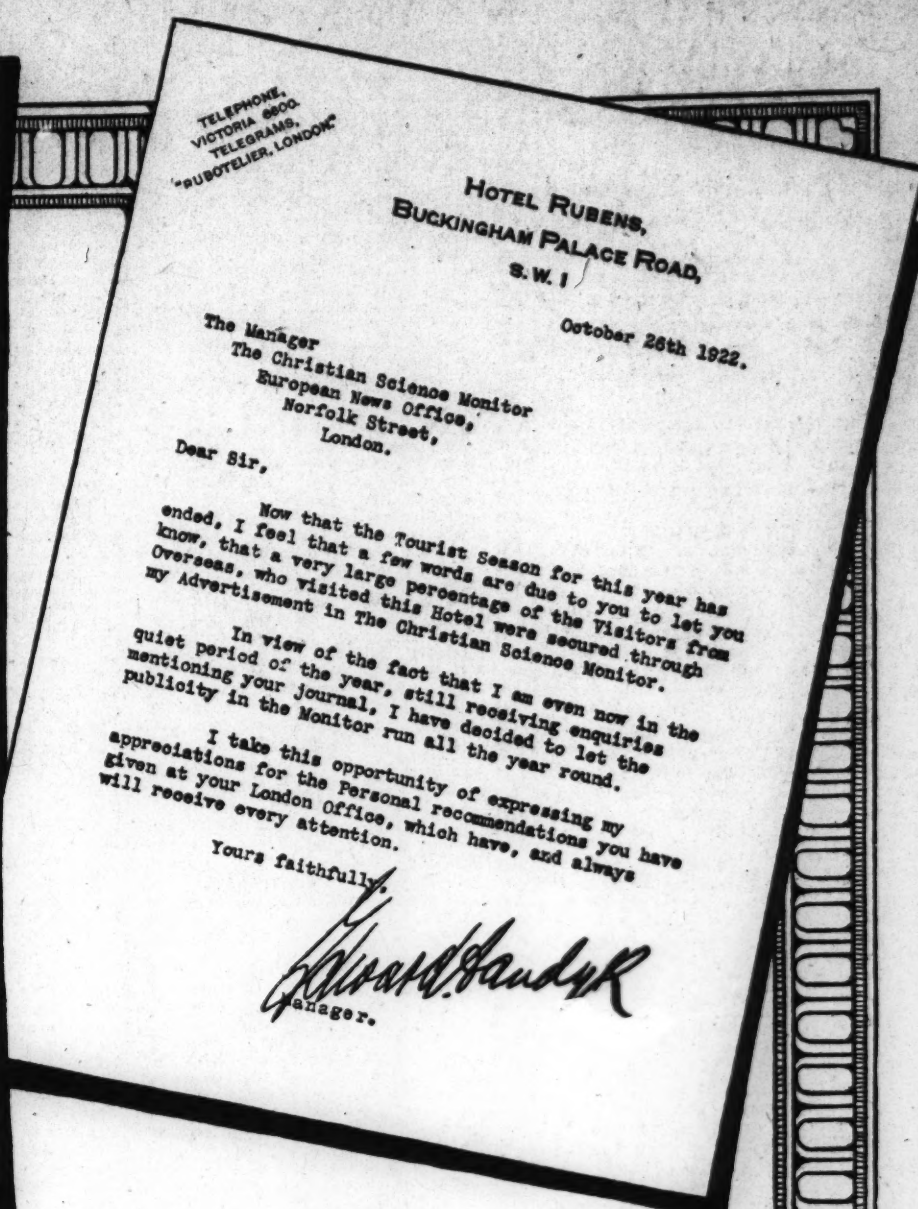 TELEPHONE,
VICTORIA 6600.
TELEGRAMS,
"RUBOTELIER, LONDON."
HOTEL RUBENS,
BUCKINGHAM PALACE ROAD,
S.W. 1
October 26th 1922.
The Manager
The Christian Science Monitor
European News Office,
Norfolk Street,
London.
Dear Sir,
Now that the Tourist Season for this year has
ended, I feel that a few words are due to you to let you
know, that a very large percentage of the Visitors from
Overseas, who visited this Hotel were secured through
my Advertisement in The Christian Science Monitor.
In view of the fact that I am even now in the
quiet period of the year, still receiving enquiries
mentioning your journal, I have decided to let the
publicity in the Monitor run all the year round.
I take this opportunity of expressing my
appreciations for the Personal recommendations you have
given at your London Office, which have, and always
will receive every attention.
Yours faithfully,
Edward
Manager.